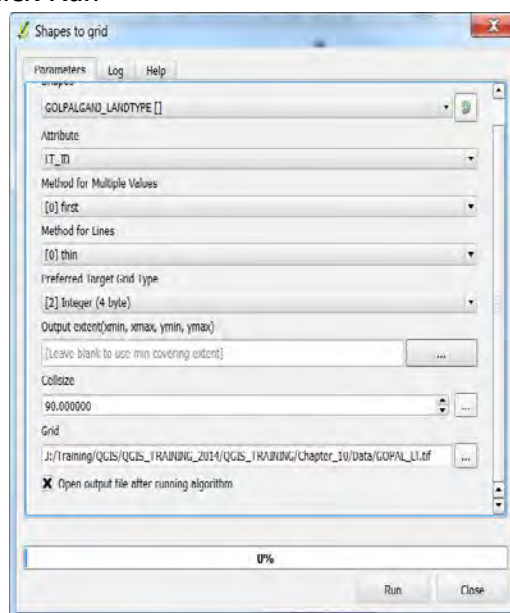 Click Run
Shapes to grid
Parameters Log Help
Shapes
GOLPALGANJ_LANDTYPE []
Attribute
LT_ID
Method for Multiple Values
[0] first
Method for Lines
[0] thin
Preferred Target Grid Type
[2] Integer (4 byte)
Output extent(xmin, xmax, ymin, ymax)
[Leave blank to use min covering extent] ...
Cellsize
90.000000 ...
Grid
J:/Training/QGIS/QGIS_TRAINING_2014/QGIS_TRAINING/Chapter_10/Data/GOPAL_LT.tif ...
Open output file after running algorithm
0%
Run Close